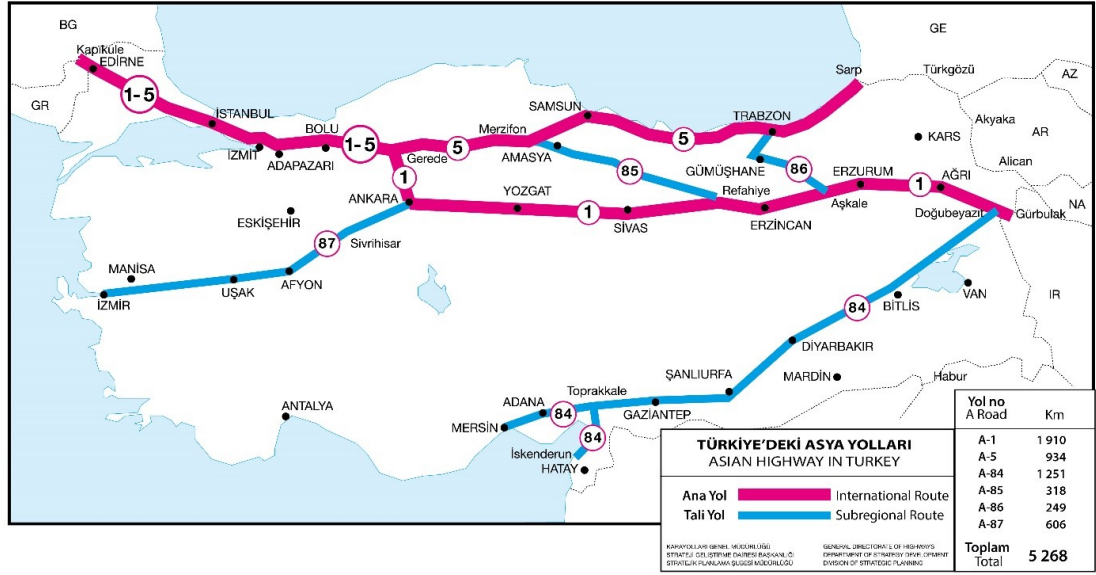 BG
GE
Kapıkule
EDİRNE
Sarp
Türkgözü
AZ
GR
1-5
İSTANBUL
SAMSUN
TRABZON
Akyaka
AR
BOLU
1-5
Merzifon
5
5
KARS
İZMİT
ADAPAZARI
Gerede
AMASYA
GÜMÜŞHANE
86
Alican
1
85
ERZURUM
1
AĞRI
ANKARA
YOZGAT
Refahiye
Aşkale
NA
1
SİVAS
ERZİNCAN
Doğubeyazıt
Gürbulak
ESKİŞEHİR
87
Sivrihisar
MANİSA
UŞAK
AFYON
İZMİR
VAN
IR
84
BİTLİS
DİYARBAKIR
ŞANLIURFA
MARDİN
Habur
Toprakkale
ADANA
84
GAZİANTEP
ANTALYA
MERSİN
84
İskenderun
HATAY
TÜRKİYE'DEKİ ASYA YOLLARI
ASIAN HIGHWAY IN TURKEY
Ana Yol International Route
Tali Yol Subregional Route
KARAYOLLARI GENEL MÜDÜRLÜĞÜ GENERAL DIRECTORATE OF HIGHWAYS
STRATEJİ GELİŞTİRME DAİRESİ BAŞKANLIĞI DEPARTMENT OF STRATEGY DEVELOPMENT
STRATEJİK PLANLAMA ŞUBESİ MÜDÜRLÜĞÜ DIVISION OF STRATEGIC PLANNING
Yol no
A Road Km
A-1 1 910
A-5 934
A-84 1 251
A-85 318
A-86 249
A-87 606
Toplam
Total 5 268